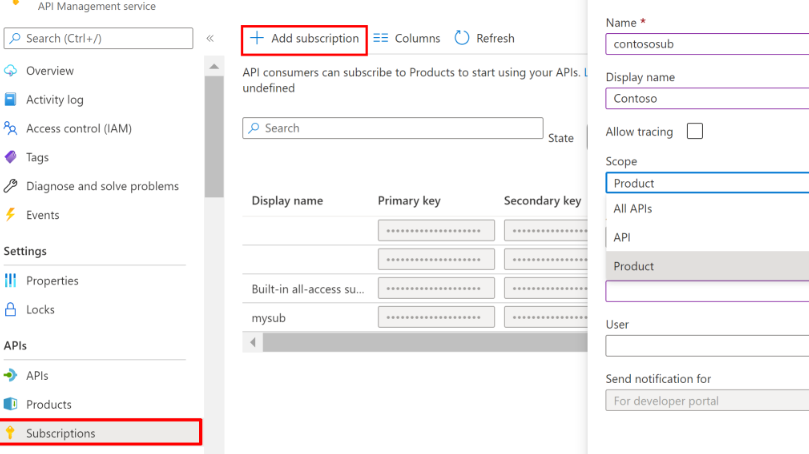 API Management service
Search (Ctrl+/)
«
Overview
Activity log
Access control (IAM)
Tags
Diagnose and solve problems
Events
Settings
Properties
Locks
APIs
APIs
Products
Subscriptions
Add subscription
Columns
Refresh
API consumers can subscribe to Products to start using your APIs.
undefined
Search
State
Display name Primary key Secondary key
•••••••••••••••••••• ••••••••••••••••
•••••••••••••••••••• ••••••••••••••••
Built-in all-access su... •••••••••••••••••••• ••••••••••••••••
mysub •••••••••••••••••••• ••••••••••••••••
Name *
contososub
Display name
Contoso
Allow tracing
Scope
Product
All APIs
API
Product
User
Send notification for
For developer portal